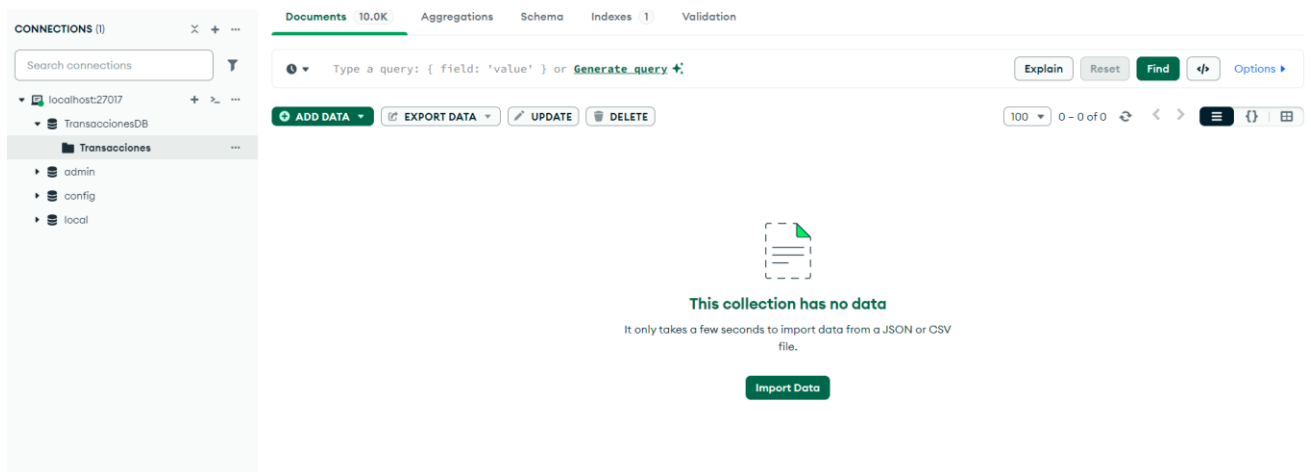 CONNECTIONS (1)
Search connections
localhost:27017
TransaccionesDB
Transacciones
admin
config
local
Documents 10.0K Aggregations Schema Indexes 1 Validation
Type a query: { field: 'value' } or Generate query
Explain Reset Find </> Options
ADD DATA EXPORT DATA UPDATE DELETE
100 0 – 0 of 0 {}
This collection has no data
It only takes a few seconds to import data from a JSON or CSV
file.
Import Data